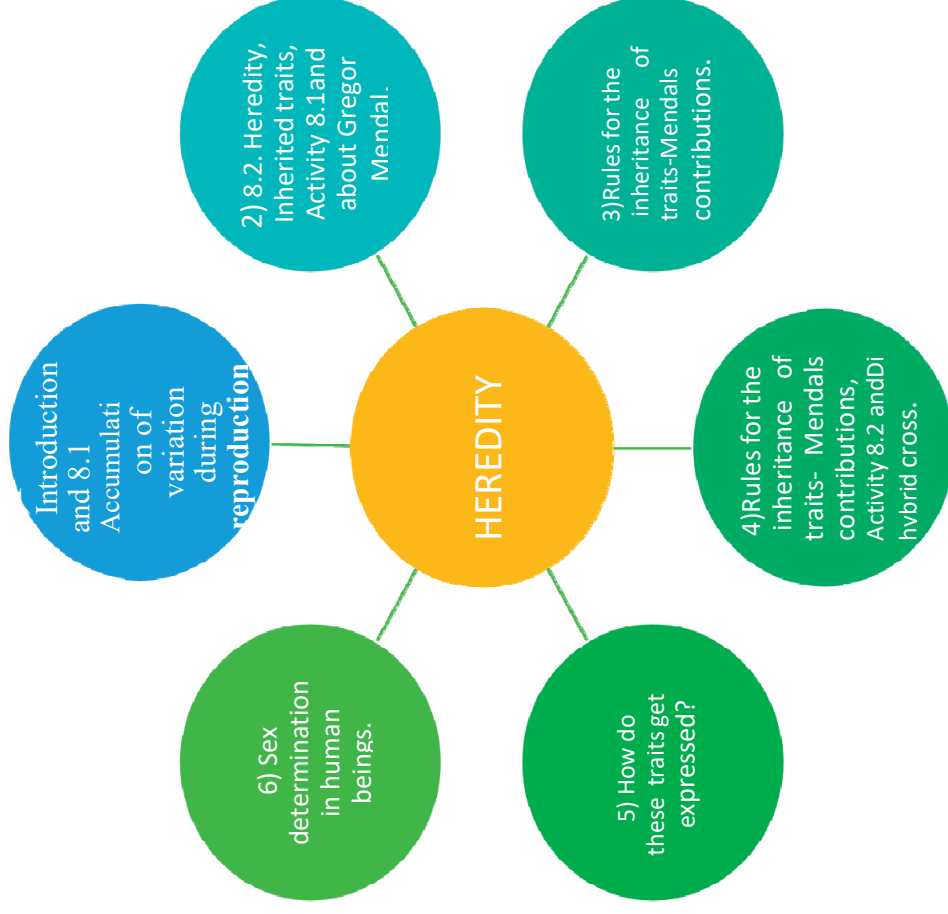 HEREDITY
Introduction
and 8.1
Accumulati
on of
variation
during
reproduction
2) 8.2. Heredity,
Inherited traits,
Activity 8.1and
about Gregor
Mendal.
3)Rules for the
inheritance of
traits-Mendals
contributions.
4)Rules for the
inheritance of
traits- Mendals
contributions,
Activity 8.2 andDi
hybrid cross.
5) How do
these traits get
expressed?
6) Sex
determination
in human
beings.